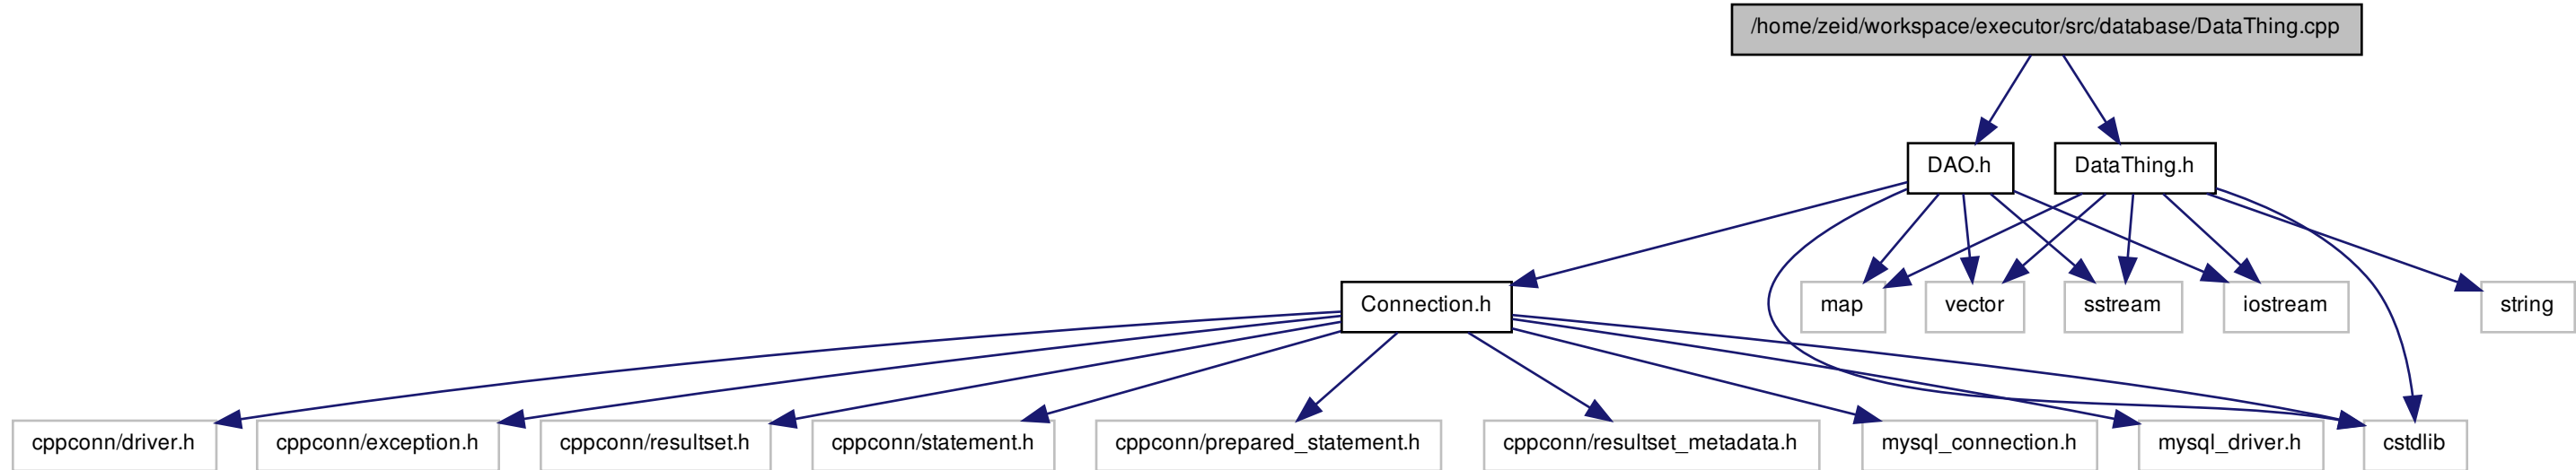 /home/zeid/workspace/executor/src/database/DataThing.cpp
DAO.h
DataThing.h
Connection.h
map
vector
sstream
iostream
string
cppconn/driver.h
cppconn/exception.h
cppconn/resultset.h
cppconn/statement.h
cppconn/prepared_statement.h
cppconn/resultset_metadata.h
mysql_connection.h
mysql_driver.h
cstdlib